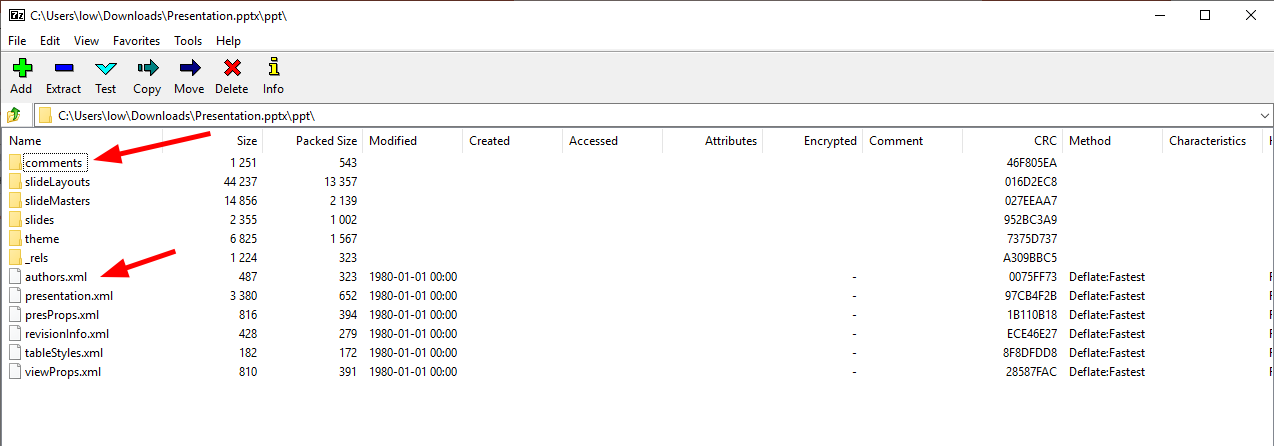 C:\Users\low\Downloads\Presentation.pptx\ppt\
File Edit View Favorites Tools Help
Add Extract Test Copy Move Delete Info
C:\Users\low\Downloads\Presentation.pptx\ppt\
Name Size Packed Size Modified Created Accessed Attributes Encrypted Comment CRC Method Characteristics
comments 1 251 543 46F805EA
slideLayouts 44 237 13 357 016D2EC8
slideMasters 14 856 2 139 027EEAA7
slides 2 355 1 002 952BC3A9
theme 6 825 1 567 7375D737
_rels 1 224 323 A309BBC5
authors.xml 487 323 1980-01-01 00:00 - 0075FF73 Deflate:Fastest
presentation.xml 3 380 652 1980-01-01 00:00 - 97CB4F2B Deflate:Fastest
presProps.xml 816 394 1980-01-01 00:00 - 1B110B18 Deflate:Fastest
revisionInfo.xml 428 279 1980-01-01 00:00 - ECE46E27 Deflate:Fastest
tableStyles.xml 182 172 1980-01-01 00:00 - 8F8DFDD8 Deflate:Fastest
viewProps.xml 810 391 1980-01-01 00:00 - 28587FAC Deflate:Fastest